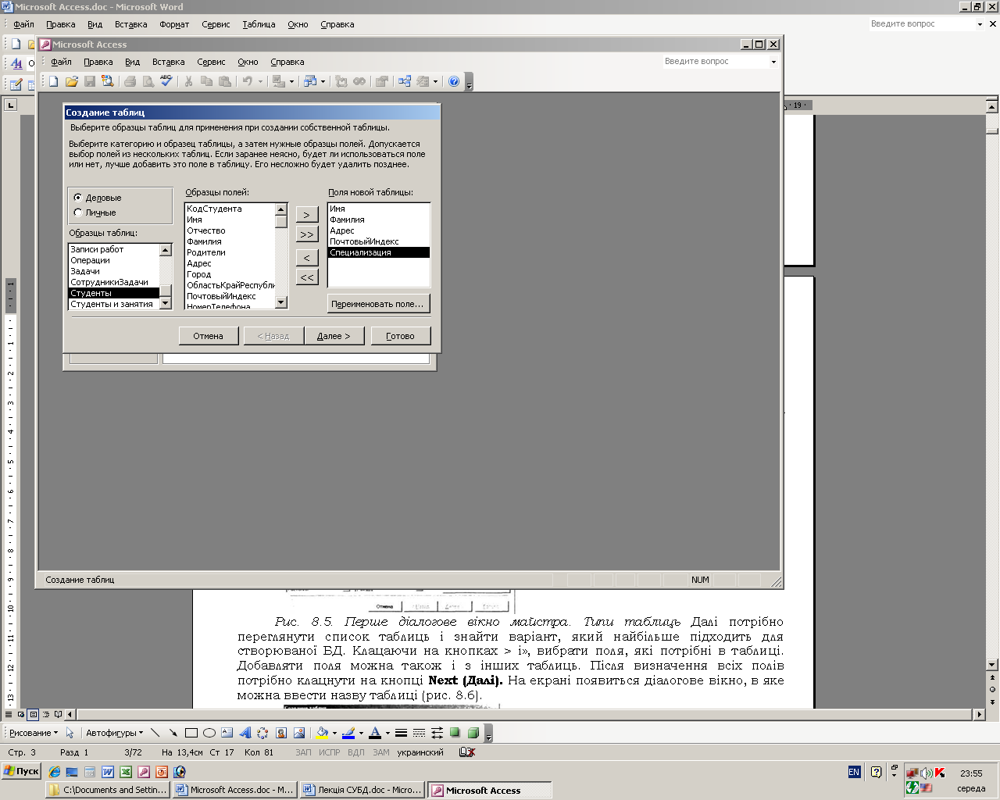 Microsoft Access.doc - Microsoft Word
Файл Правка Вид Вставка Формат Сервис Таблица Окно Справка Введите вопрос
Microsoft Access
Файл Правка Вид Вставка Сервис Окно Справка Введите вопрос
Создание таблиц
Выберите образцы таблиц для применения при создании собственной таблицы.
Выберите категорию и образец таблицы, а затем нужные образцы полей. Допускается
выбор полей из нескольких таблиц. Если заранее неясно, будет ли использоваться поле
или нет, лучше добавить это поле в таблицу. Его несложно будет удалить позднее.
Деловые
Личные
Образцы таблиц:
Записи работ
Операции
Задачи
СотрудникиЗадачи
Студенты
Студенты и занятия
Образцы полей:
КодСтудента
Имя
Отчество
Фамилия
Родители
Адрес
Город
ОбластьКрайРеспубли
ПочтовыйИндекс
НомерТелефона
>
>>
<
<<
Поля новой таблицы:
Имя
Фамилия
Адрес
ПочтовыйИндекс
Специализация
Переименовать поле...
Отмена < Назад Далее > Готово
Создание таблиц NUM
Рис. 8.5. Перше діалогове вікно майстра. Типи таблиць Далі потрібно
переглянути список таблиць і знайти варіант, який найбільше підходить для
створюваної БД. Клацаючи на кнопках > і», вибрати поля, які потрібні в таблиці.
Добавляти поля можна також і з інших таблиць. Після визначення всіх полів
потрібно клацнути на кнопці Next (Далі). На екрані появиться діалогове вікно, в яке
можна ввести назву таблиці (рис. 8.6).
Рисование Автофигуры
Стр. 3 Разд 1 3/72 На 13,4см Ст 17 Кол 81 ЗАП ИСПР ВДЛ ЗАМ украинский
Пуск EN 23:55
C:\Documents and Settin... Microsoft Access.doc - M... Лекція СУБД.doc - Micro... Microsoft Access середа